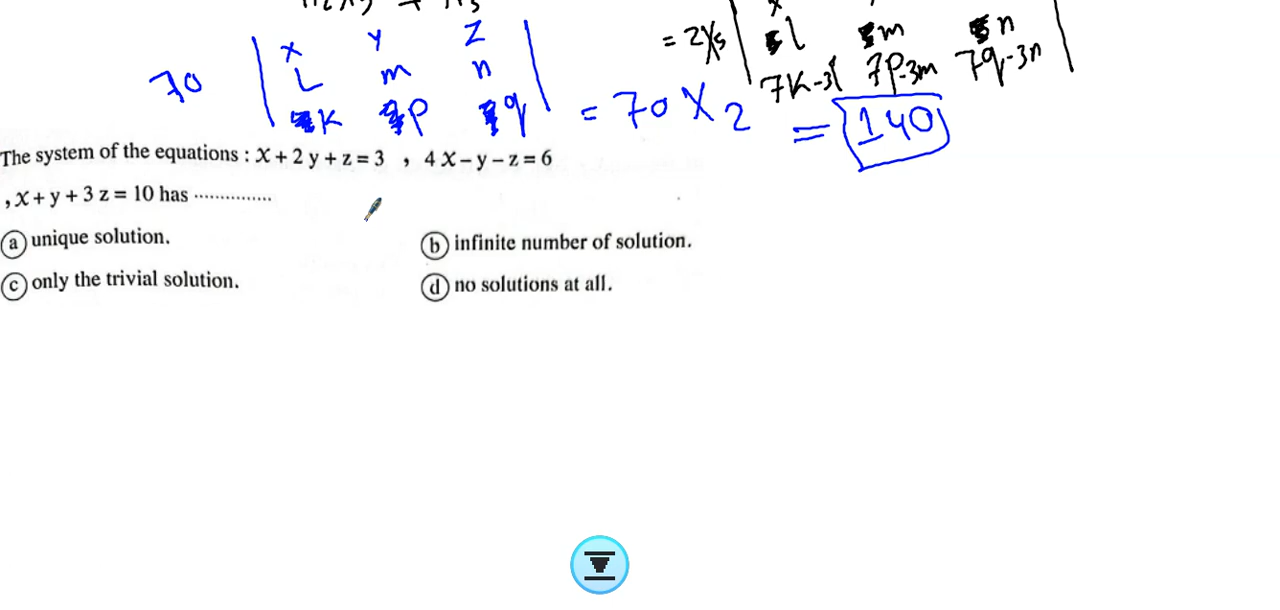 x y z = 2×5 l m n
70 L m n 7K-3l 7P-3m 7q-3n
K P q = 70 × 2 = 140
The system of the equations : X + 2 y + z = 3 , 4 X – y – z = 6
, X + y + 3 z = 10 has ...............
a unique solution. b infinite number of solution.
c only the trivial solution. d no solutions at all.